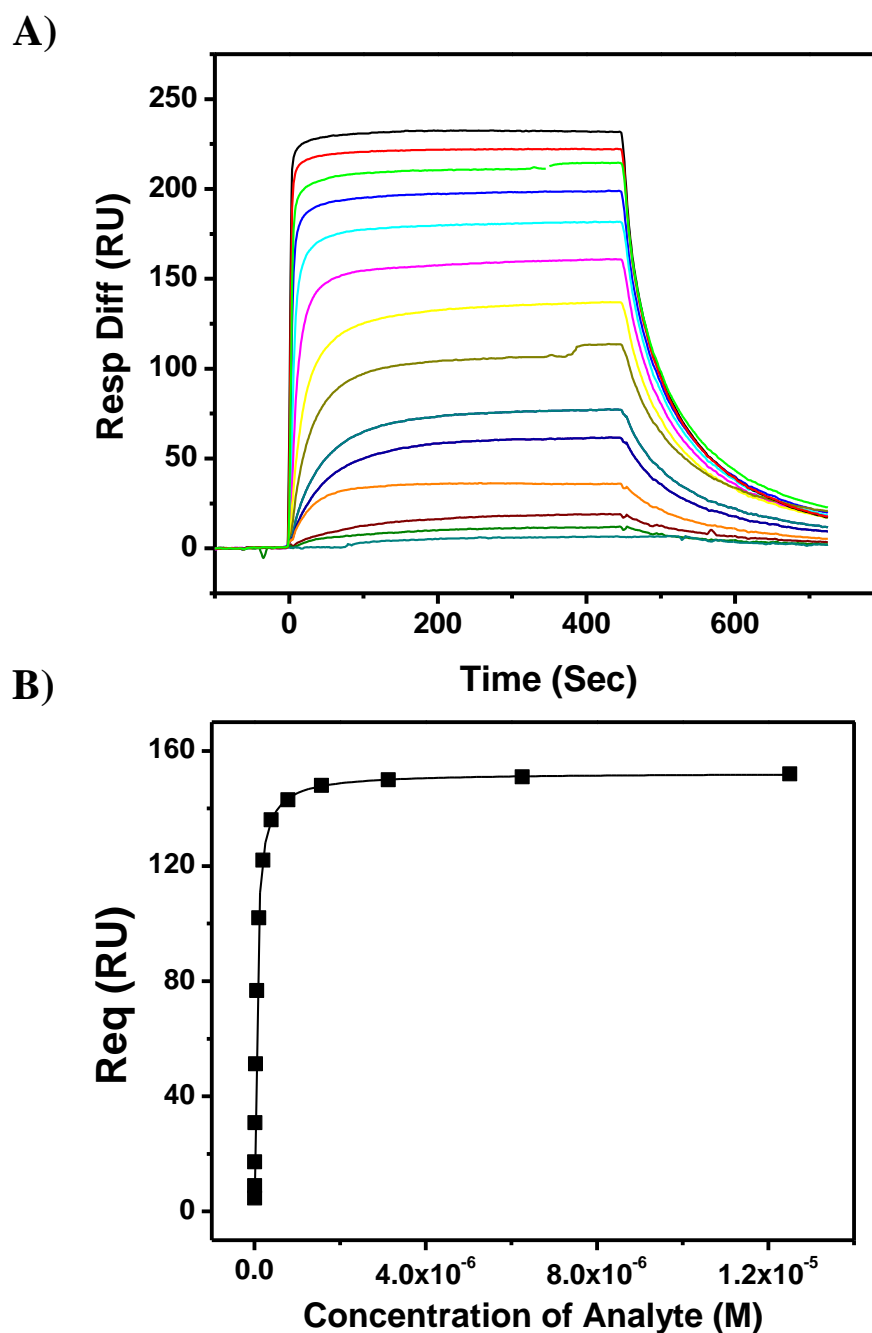 A)
250
200
150
100
50
0
Resp Diff (RU)
0 200 400 600
Time (Sec)
B)
160
120
80
40
0
Req (RU)
0.0 4.0x10⁻⁶ 8.0x10⁻⁶ 1.2x10⁻⁵
Concentration of Analyte (M)